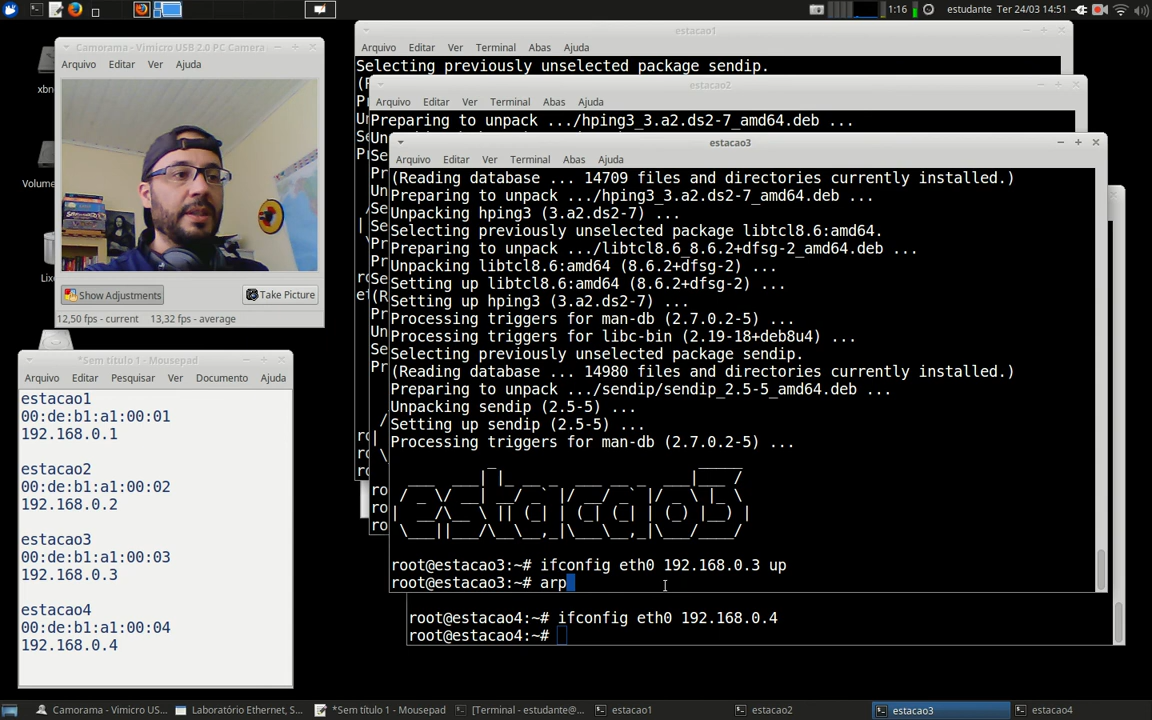 1:16
estudante
Ter 24/03 14:51
Camorama - Vimicro USB 2.0 PC Camera
Arquivo Editar Ver Ajuda
Show Adjustments
Take Picture
12,50 fps - current 13,32 fps - average
xbn
Volume
Lix
*Sem título 1 - Mousepad
Arquivo Editar Pesquisar Ver Documento Ajuda
estacao1
00:de:b1:a1:00:01
192.168.0.1
estacao2
00:de:b1:a1:00:02
192.168.0.2
estacao3
00:de:b1:a1:00:03
192.168.0.3
estacao4
00:de:b1:a1:00:04
192.168.0.4
estacao1
Arquivo Editar Ver Terminal Abas Ajuda
Selecting previously unselected package sendip.
estacao2
Arquivo Editar Ver Terminal Abas Ajuda
Preparing to unpack .../hping3_3.a2.ds2-7_amd64.deb ...
estacao3
Arquivo Editar Ver Terminal Abas Ajuda
(Reading database ... 14709 files and directories currently installed.)
Preparing to unpack .../hping3_3.a2.ds2-7_amd64.deb ...
Unpacking hping3 (3.a2.ds2-7) ...
Selecting previously unselected package libtcl8.6:amd64.
Preparing to unpack .../libtcl8.6_8.6.2+dfsg-2_amd64.deb ...
Unpacking libtcl8.6:amd64 (8.6.2+dfsg-2) ...
Setting up libtcl8.6:amd64 (8.6.2+dfsg-2) ...
Setting up hping3 (3.a2.ds2-7) ...
Processing triggers for man-db (2.7.0.2-5) ...
Processing triggers for libc-bin (2.19-18+deb8u4) ...
Selecting previously unselected package sendip.
(Reading database ... 14980 files and directories currently installed.)
Preparing to unpack .../sendip/sendip_2.5-5_amd64.deb ...
Unpacking sendip (2.5-5) ...
Setting up sendip (2.5-5) ...
Processing triggers for man-db (2.7.0.2-5) ...
estacao3
root@estacao3:~# ifconfig eth0 192.168.0.3 up
root@estacao3:~# arp
root@estacao4:~# ifconfig eth0 192.168.0.4
root@estacao4:~#
Camorama - Vimicro US...
Laboratório Ethernet, S...
*Sem título 1 - Mousepad
[Terminal - estudante@...
estacao1
estacao2
estacao3
estacao4